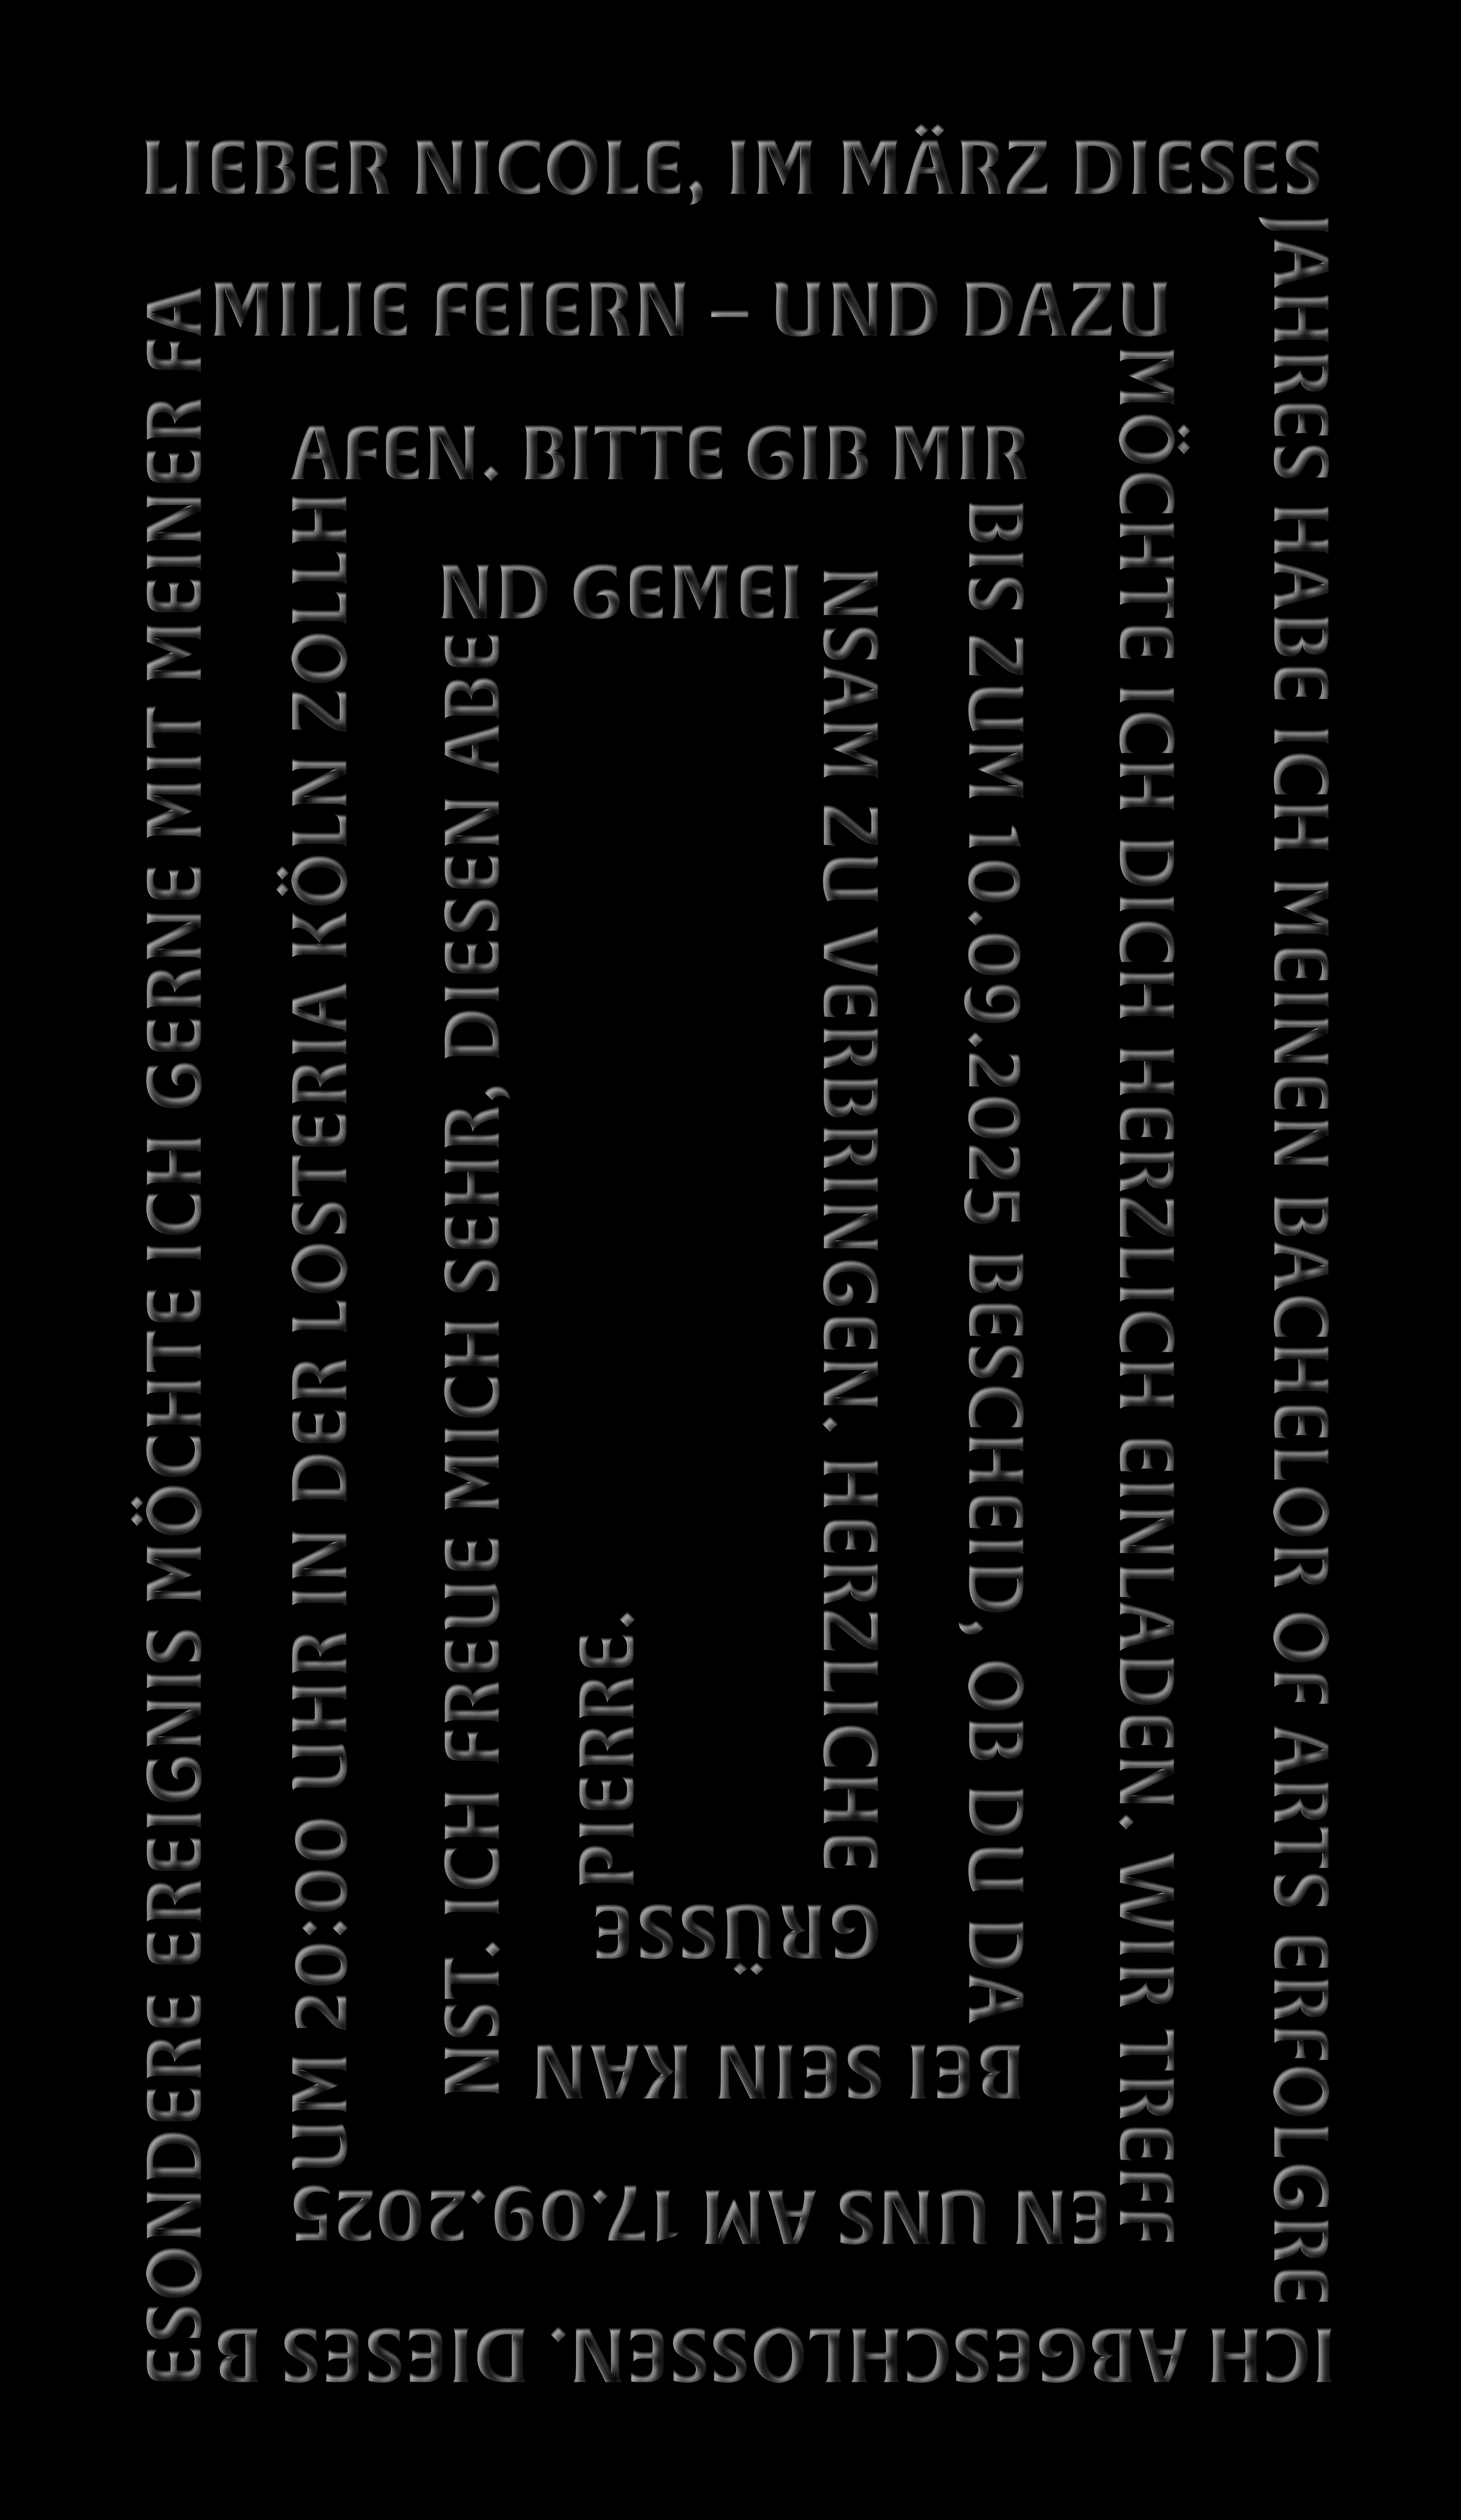 LIEBER NICOLE, IM MÄRZ DIESES
JAHRES HABE ICH MEINEN BACHELOR OF ARTS ERFOLGRE
ICH ABGESCHLOSSEN. DIESES B
ESONDERE EREIGNIS MÖCHTE ICH GERNE MIT MEINER FA
MILIE FEIERN – UND DAZU
MÖCHTE ICH DICH HERZLICH EINLADEN. WIR TREFF
EN UNS AM 17.09.2025
UM 20:00 UHR IN DER LOSTERIA KÖLN ZOLLH
AFEN. BITTE GIB MIR
BIS ZUM 10.09.2025 BESCHEID, OB DU DA
BEI SEIN KAN
NST. ICH FREUE MICH SEHR, DIESEN ABE
ND GEMEI
NSAM ZU VERBRINGEN. HERZLICHE
GRÜSSE
PIERRE.